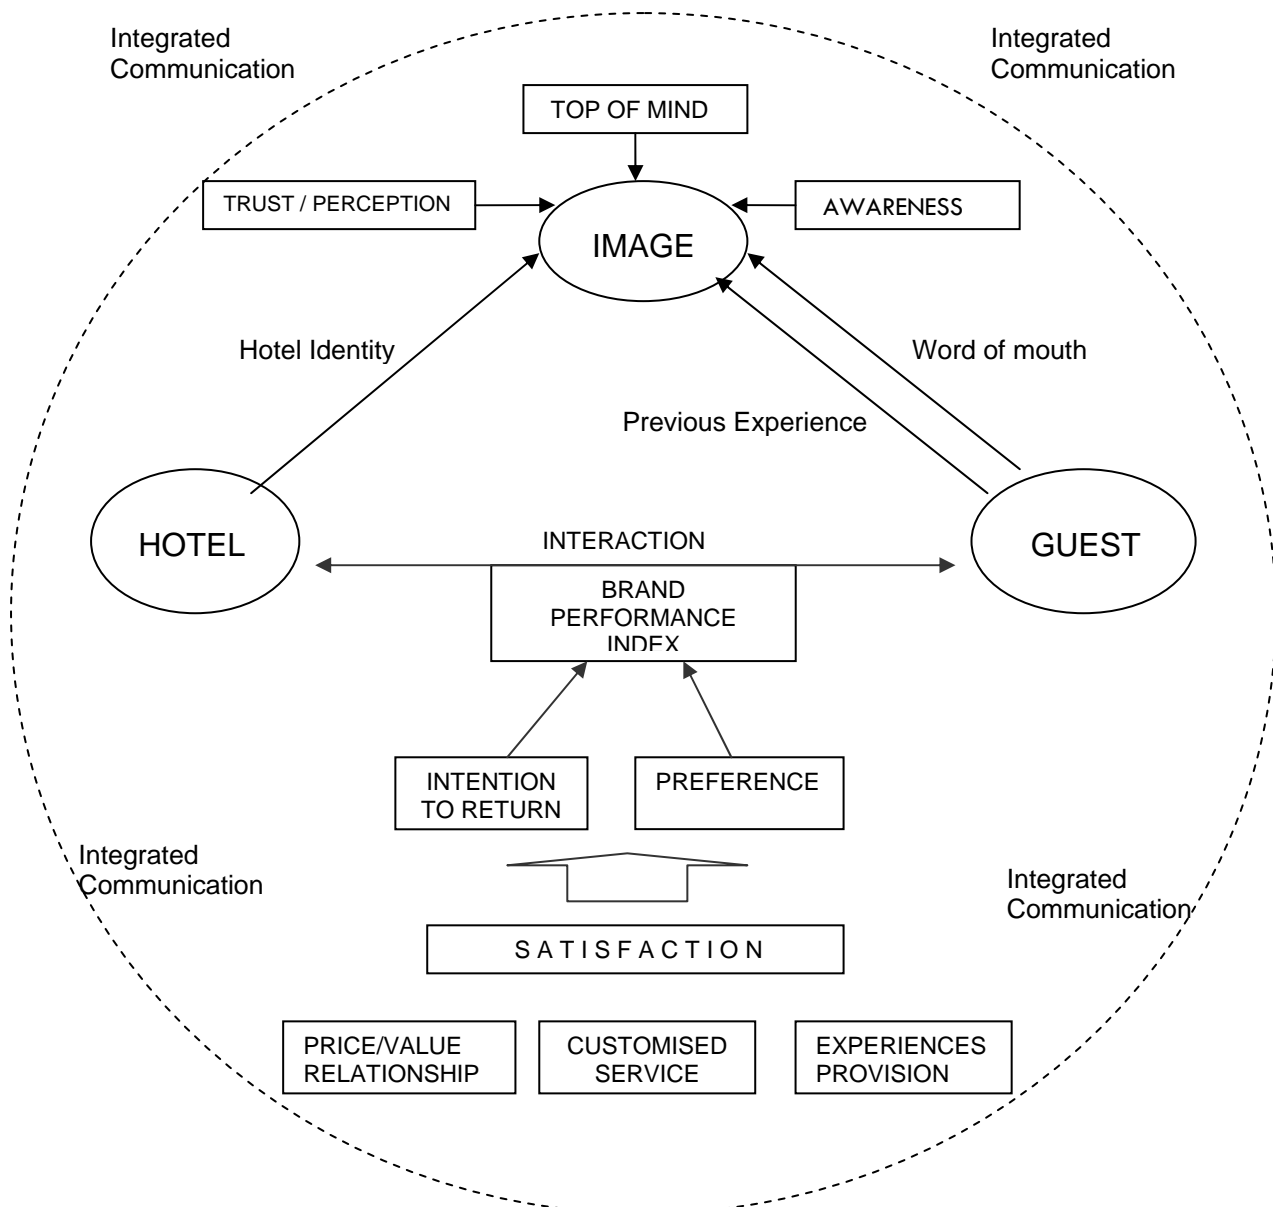 Integrated
Communication
Integrated
Communication
TOP OF MIND
TRUST / PERCEPTION
AWARENESS
IMAGE
Hotel Identity
Word of mouth
Previous Experience
HOTEL
INTERACTION
GUEST
BRAND
PERFORMANCE
INDEX
INTENTION
TO RETURN
PREFERENCE
Integrated
Communication
Integrated
Communication
S A T I S F A C T I O N
PRICE/VALUE
RELATIONSHIP
CUSTOMISED
SERVICE
EXPERIENCES
PROVISION